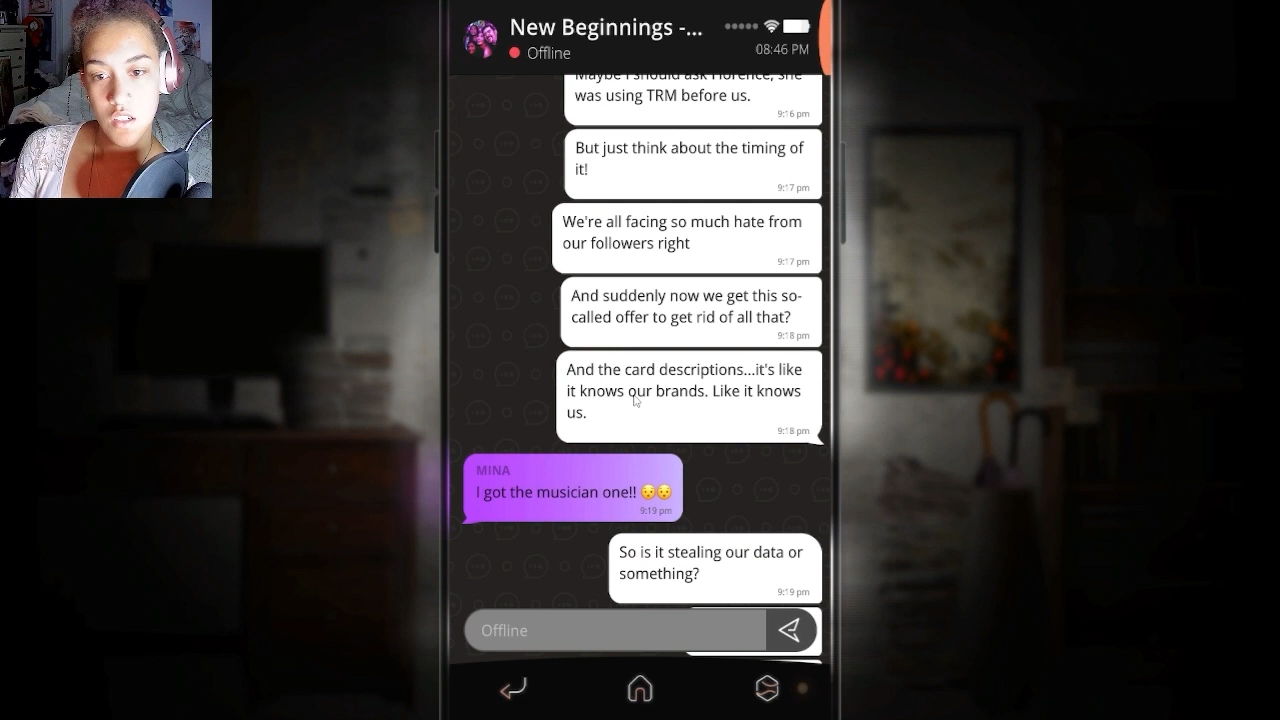 New Beginnings -...
Offline
08:46 PM
Maybe I should ask Florence, she
was using TRM before us.
9:16 pm
But just think about the timing of
it!
9:17 pm
We're all facing so much hate from
our followers right
9:17 pm
And suddenly now we get this so-
called offer to get rid of all that?
9:18 pm
And the card descriptions...it's like
it knows our brands. Like it knows
us.
9:18 pm
MINA
I got the musician one!! 😯😯
9:19 pm
So is it stealing our data or
something?
9:19 pm
Offline